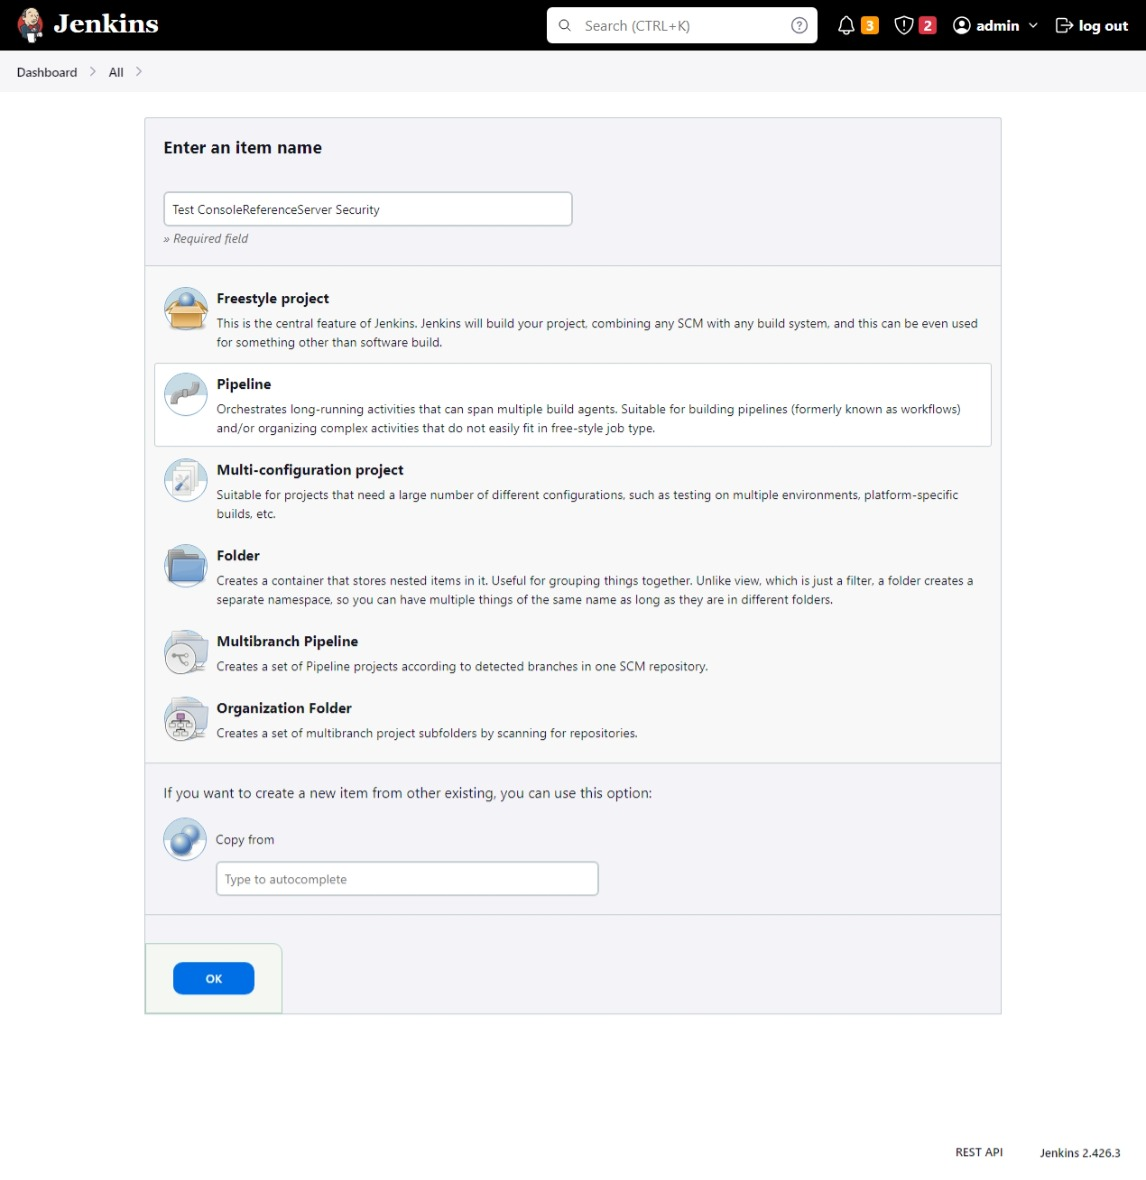 Jenkins
Search (CTRL+K)
3
2
admin
log out
Dashboard
All
Enter an item name
Test ConsoleReferenceServer Security
» Required field
Freestyle project
This is the central feature of Jenkins. Jenkins will build your project, combining any SCM with any build system, and this can be even used
for something other than software build.
Pipeline
Orchestrates long-running activities that can span multiple build agents. Suitable for building pipelines (formerly known as workflows)
and/or organizing complex activities that do not easily fit in free-style job type.
Multi-configuration project
Suitable for projects that need a large number of different configurations, such as testing on multiple environments, platform-specific
builds, etc.
Folder
Creates a container that stores nested items in it. Useful for grouping things together. Unlike view, which is just a filter, a folder creates a
separate namespace, so you can have multiple things of the same name as long as they are in different folders.
Multibranch Pipeline
Creates a set of Pipeline projects according to detected branches in one SCM repository.
Organization Folder
Creates a set of multibranch project subfolders by scanning for repositories.
If you want to create a new item from other existing, you can use this option:
Copy from
Type to autocomplete
OK
REST API
Jenkins 2.426.3